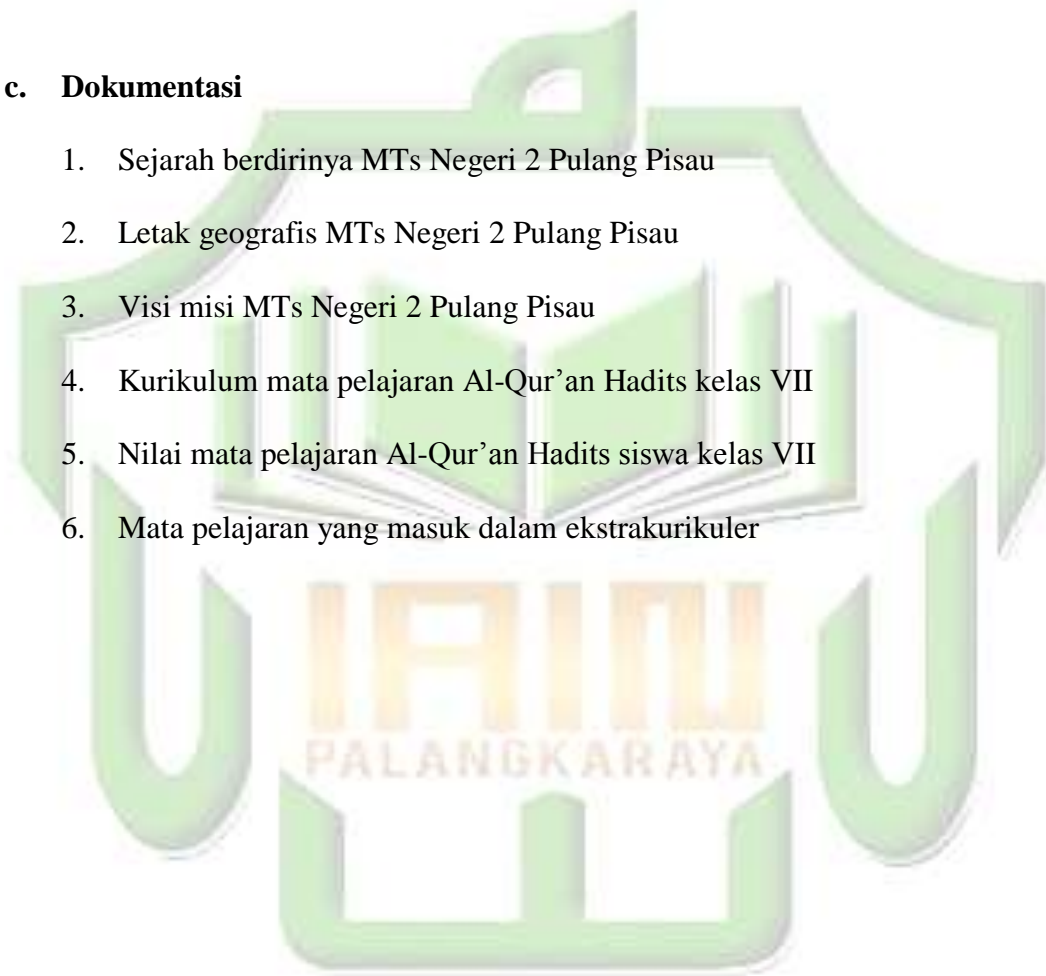 c. Dokumentasi
1. Sejarah berdirinya MTs Negeri 2 Pulang Pisau
2. Letak geografis MTs Negeri 2 Pulang Pisau
3. Visi misi MTs Negeri 2 Pulang Pisau
4. Kurikulum mata pelajaran Al-Qur’an Hadits kelas VII
5. Nilai mata pelajaran Al-Qur’an Hadits siswa kelas VII
6. Mata pelajaran yang masuk dalam ekstrakurikuler
IAIN
PALANGKARAYA